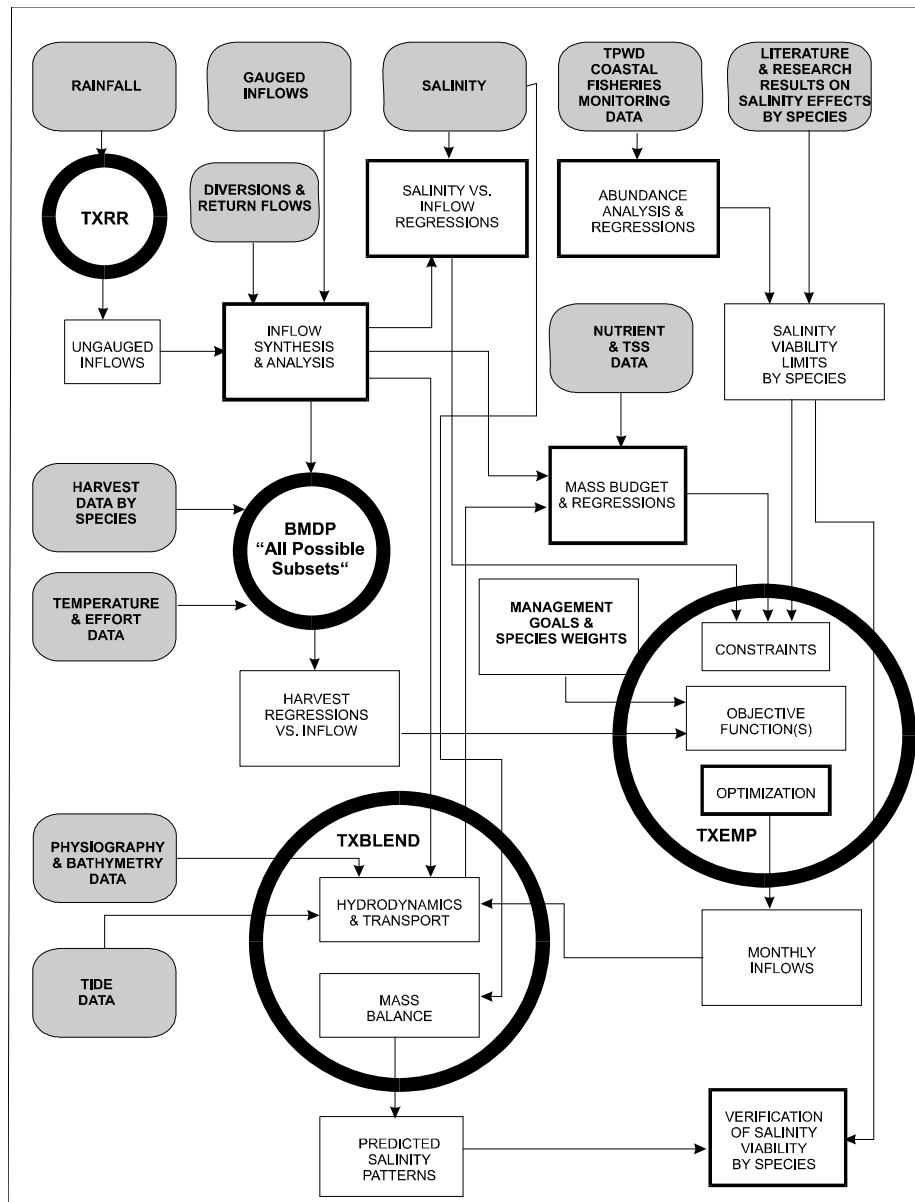 RAINFALL
GAUGED
INFLOWS
SALINITY
TPWD
COASTAL
FISHERIES
MONITORING
DATA
LITERATURE
& RESEARCH
RESULTS ON
SALINITY EFFECTS
BY SPECIES
TXRR
DIVERSIONS &
RETURN FLOWS
SALINITY VS.
INFLOW
REGRESSIONS
ABUNDANCE
ANALYSIS &
REGRESSIONS
UNGAUGED
INFLOWS
INFLOW
SYNTHESIS
& ANALYSIS
NUTRIENT
& TSS
DATA
SALINITY
VIABILITY
LIMITS
BY SPECIES
HARVEST
DATA BY
SPECIES
BMDP
“All Possible
Subsets“
MASS BUDGET
& REGRESSIONS
TEMPERATURE
& EFFORT
DATA
MANAGEMENT
GOALS &
SPECIES WEIGHTS
CONSTRAINTS
HARVEST
REGRESSIONS
VS. INFLOW
OBJECTIVE
FUNCTION(S)
OPTIMIZATION
TXEMP
PHYSIOGRAPHY
& BATHYMETRY
DATA
TXBLEND
HYDRODYNAMICS
& TRANSPORT
MONTHLY
INFLOWS
TIDE
DATA
MASS
BALANCE
PREDICTED
SALINITY
PATTERNS
VERIFICATION
OF SALINITY
VIABILITY
BY SPECIES